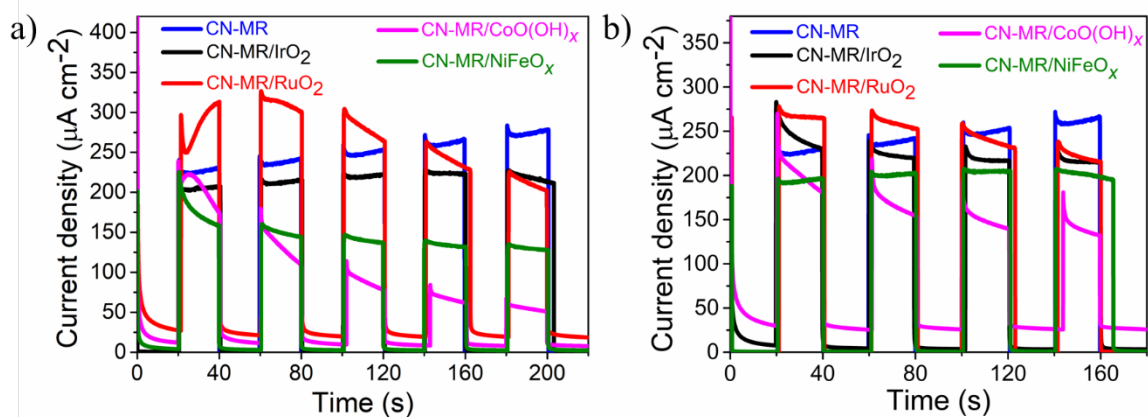 a)
Current density (μA cm⁻²)
400
350
300
250
200
150
100
50
0
CN-MR
CN-MR/IrO₂
CN-MR/RuO₂
CN-MR/CoO(OH)ₓ
CN-MR/NiFeOₓ
0 40 80 120 160 200
Time (s)
b)
Current density (μA cm⁻²)
350
300
250
200
150
100
50
0
CN-MR
CN-MR/IrO₂
CN-MR/RuO₂
CN-MR/CoO(OH)ₓ
CN-MR/NiFeOₓ
0 40 80 120 160
Time (s)